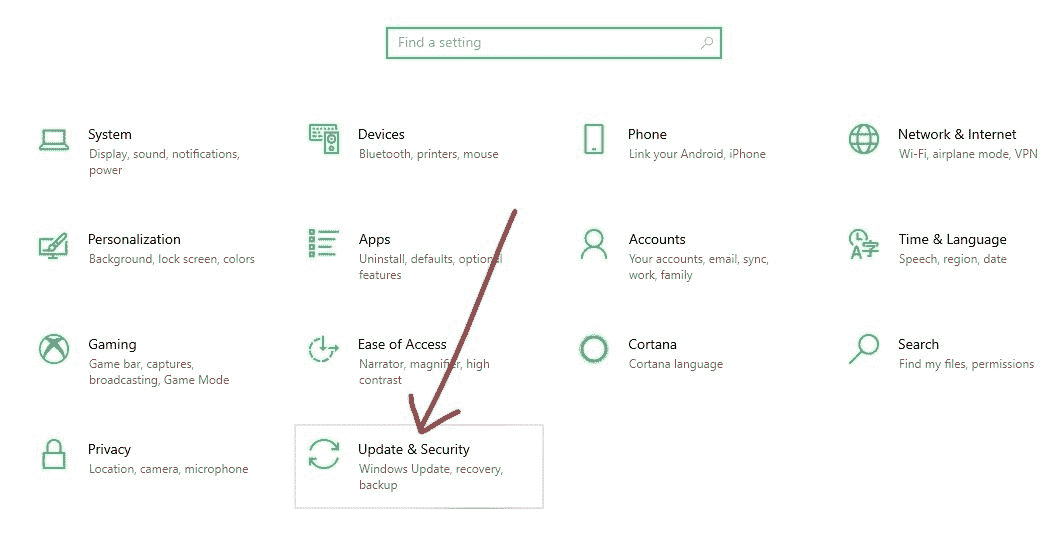 Find a setting
System
Display, sound, notifications,
power
Devices
Bluetooth, printers, mouse
Phone
Link your Android, iPhone
Network & Internet
Wi-Fi, airplane mode, VPN
Personalization
Background, lock screen, colors
Apps
Uninstall, defaults, optional
features
Accounts
Your accounts, email, sync,
work, family
Time & Language
Speech, region, date
Gaming
Game bar, captures,
broadcasting, Game Mode
Ease of Access
Narrator, magnifier, high
contrast
Cortana
Cortana language
Search
Find my files, permissions
Privacy
Location, camera, microphone
Update & Security
Windows Update, recovery,
backup